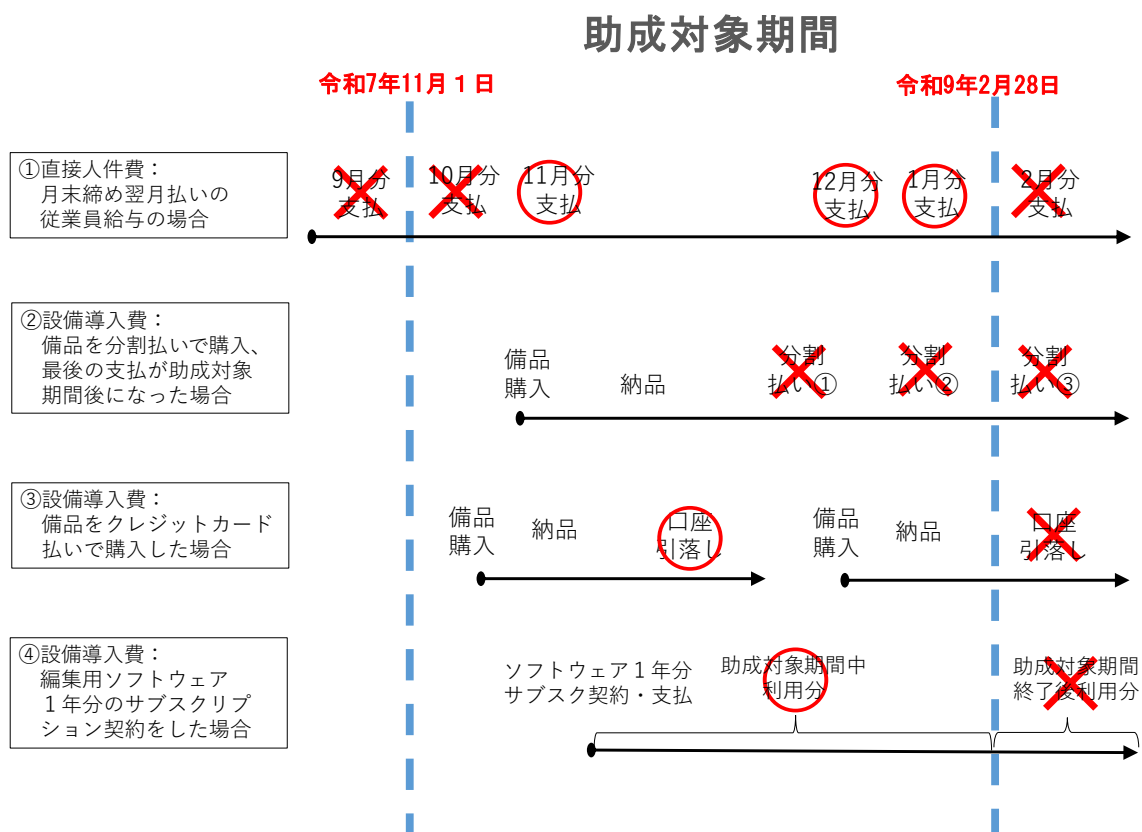 助成対象期間
令和7年11月１日
令和9年2月28日
①直接人件費：
月末締め翌月払いの
従業員給与の場合
9月分
支払
10月分
支払
11月分
支払
12月分
支払
1月分
支払
2月分
支払
②設備導入費：
備品を分割払いで購入、
最後の支払が助成対象
期間後になった場合
備品
購入
納品
分割
払い①
分割
払い②
分割
払い③
③設備導入費：
備品をクレジットカード
払いで購入した場合
備品
購入
納品
口座
引落し
備品
購入
納品
口座
引落し
④設備導入費：
編集用ソフトウェア
１年分のサブスクリプ
ション契約をした場合
ソフトウェア１年分
サブスク契約・支払
助成対象期間中
利用分
助成対象期間
終了後利用分